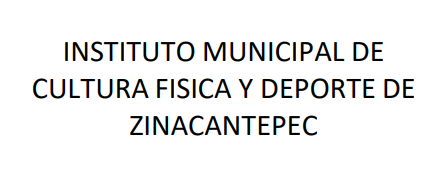 INSTITUTO MUNICIPAL DE
CULTURA FISICA Y DEPORTE DE
ZINACANTEPEC